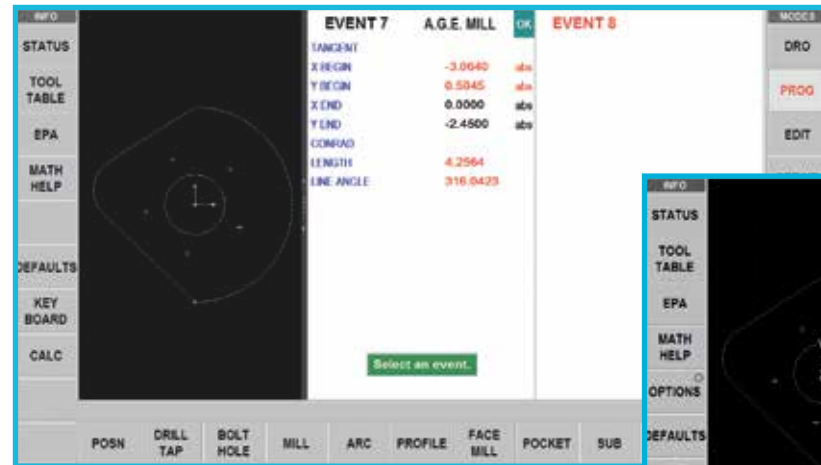 INFO
STATUS
TOOL
TABLE
EPA
MATH
HELP
DEFAULTS
KEY
BOARD
CALC
EVENT 7 A.G.E. MILL OK
TANGENT
X BEGIN -3.0640 abs
Y BEGIN 0.5045 abs
X END 0.0000 abs
Y END -2.4500 abs
CONRAD
LENGTH 4.2564
LINE ANGLE 316.0423
Select an event.
EVENT 8
MODES
DRO
PROG
EDIT
POSN DRILL TAP BOLT HOLE MILL ARC PROFILE FACE MILL POCKET SUB
INFO
STATUS
TOOL
TABLE
EPA
MATH
HELP
OPTIONS
DEFAULTS